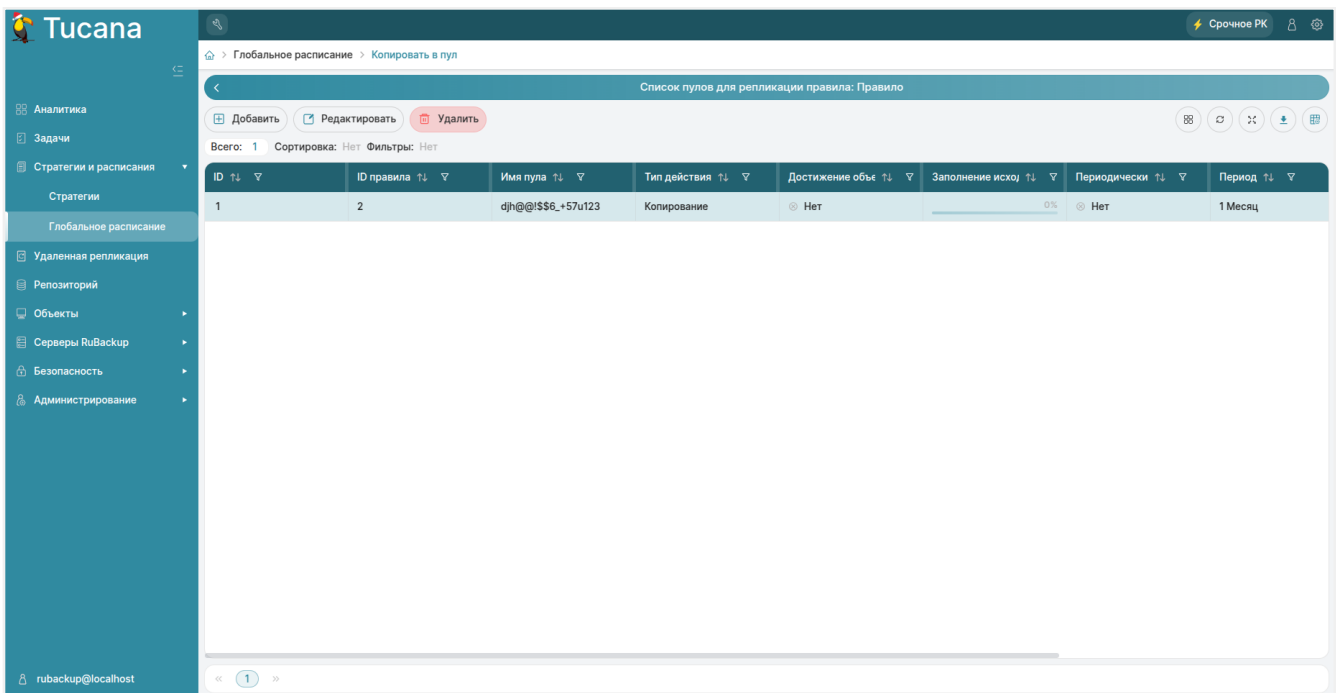 Tucana
Срочное РК
Глобальное расписание > Копировать в пул
Список пулов для репликации правила: Правило
Аналитика
Задачи
Стратегии и расписания
Стратегии
Глобальное расписание
Удаленная репликация
Репозиторий
Объекты
Серверы RuBackup
Безопасность
Администрирование
rubackup@localhost
Добавить Редактировать Удалить
Всего: 1 Сортировка: Нет Фильтры: Нет
ID ID правила Имя пула Тип действия Достижение объе Заполнение исход Периодически Период
1 2 djh@@!$$6_+57u123 Копирование Нет 0% Нет 1 Месяц
« 1 »